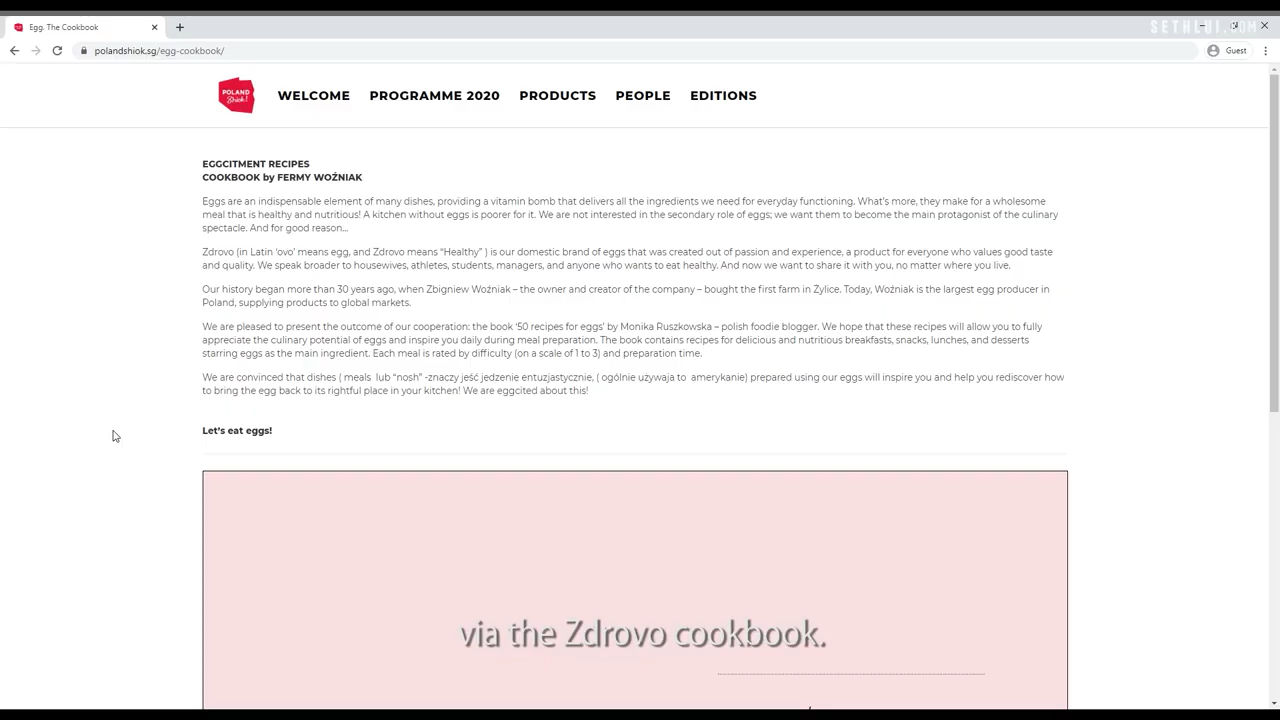 Egg. The Cookbook
SETHLUI.COM
polandshiok.sg/egg-cookbook/
Guest
POLAND
Shiok!
WELCOME PROGRAMME 2020 PRODUCTS PEOPLE EDITIONS
EGGCITMENT RECIPES
COOKBOOK by FERMY WOŹNIAK
Eggs are an indispensable element of many dishes, providing a vitamin bomb that delivers all the ingredients we need for everyday functioning. What's more, they make for a wholesome
meal that is healthy and nutritious! A kitchen without eggs is poorer for it. We are not interested in the secondary role of eggs; we want them to become the main protagonist of the culinary
spectacle. And for good reason...
Zdrovo (in Latin ‘ovo’ means egg, and Zdrovo means “Healthy” ) is our domestic brand of eggs that was created out of passion and experience, a product for everyone who values good taste
and quality. We speak broader to housewives, athletes, students, managers, and anyone who wants to eat healthy. And now we want to share it with you, no matter where you live.
Our history began more than 30 years ago, when Zbigniew Woźniak – the owner and creator of the company – bought the first farm in Zylice. Today, Woźniak is the largest egg producer in
Poland, supplying products to global markets.
We are pleased to present the outcome of our cooperation: the book ‘50 recipes for eggs’ by Monika Ruszkowska – polish foodie blogger. We hope that these recipes will allow you to fully
appreciate the culinary potential of eggs and inspire you daily during meal preparation. The book contains recipes for delicious and nutritious breakfasts, snacks, lunches, and desserts
starring eggs as the main ingredient. Each meal is rated by difficulty (on a scale of 1 to 3) and preparation time.
We are convinced that dishes ( meals lub “nosh” -znaczy jeść jedzenie entuzjastycznie, ( ogólnie używaja to amerykanie) prepared using our eggs will inspire you and help you rediscover how
to bring the egg back to its rightful place in your kitchen! We are eggcited about this!
Let's eat eggs!
via the Zdrovo cookbook.